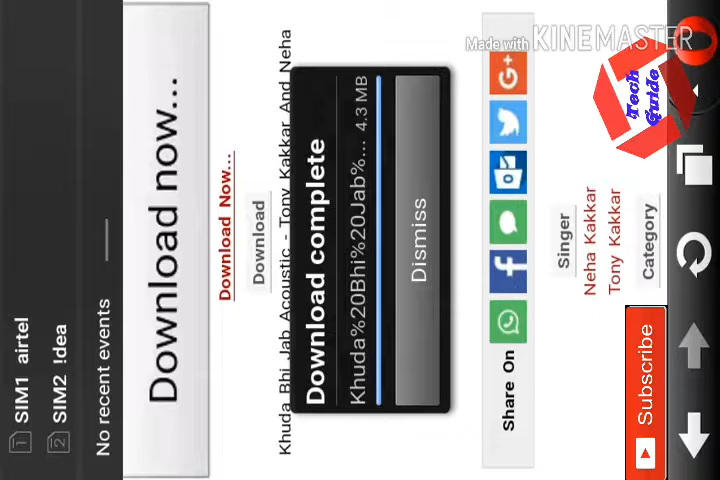 SIM1 airtel
SIM2 !dea
No recent events
Download now...
Download Now...
Download
Khuda Bhi Jab Acoustic - Tony Kakkar And Neha
Download complete
Khuda%20Bhi%20Jab%... 4.3 MB
Dismiss
Share On
Singer
Neha Kakkar
Tony Kakkar
Category
Subscribe
Made with KINEMASTER
Tech
Guide